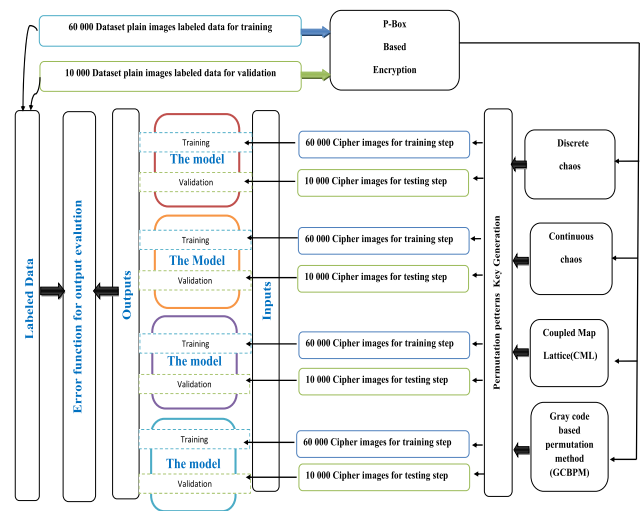 60 000 Dataset plain images labeled data for training
10 000 Dataset plain images labeled data for validation
P-Box
Based
Encryption
Labeled Data
Error function for output evalution
Outputs
Training
The model
Validation
Training
The Model
Validation
Training
The model
Validation
Training
The model
Validation
Inputs
60 000 Cipher images for training step
10 000 Cipher images for testing step
60 000 Cipher images for training step
10 000 Cipher images for testing step
60 000 Cipher images for training step
10 000 Cipher images for testing step
60 000 Cipher images for training step
10 000 Cipher images for testing step
Permutation patterns Key Generation
Discrete
chaos
Continuous
chaos
Coupled Map
Lattice(CML)
Gray code
based
permutation
method
(GCBPM)